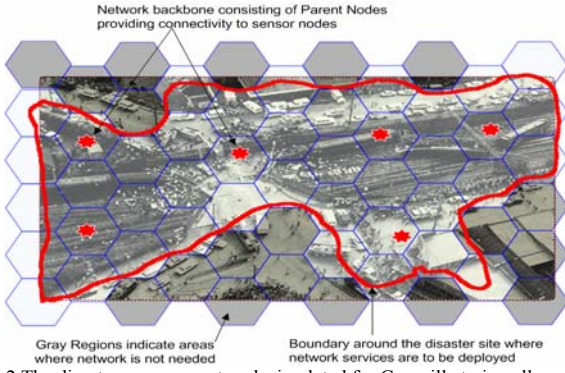 Network backbone consisting of Parent Nodes
providing connectivity to sensor nodes
Gray Regions indicate areas
where network is not needed
Boundary around the disaster site where
network services are to be deployed